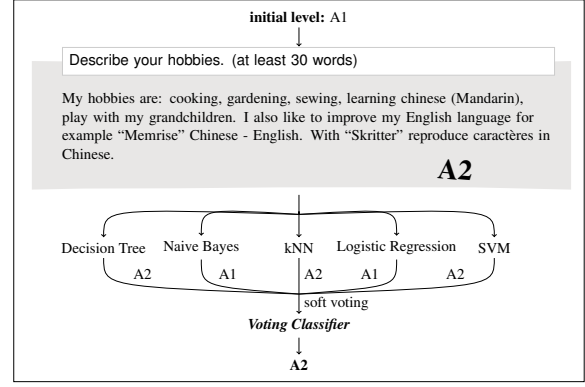 initial level: A1
Describe your hobbies. (at least 30 words)
My hobbies are: cooking, gardening, sewing, learning chinese (Mandarin),
play with my grandchildren. I also like to improve my English language for
example “Memrise” Chinese - English. With “Skritter” reproduce caractères in
Chinese.
A2
Decision Tree Naive Bayes kNN Logistic Regression SVM
A2 A1 A2 A1 A2
soft voting
Voting Classifier
A2